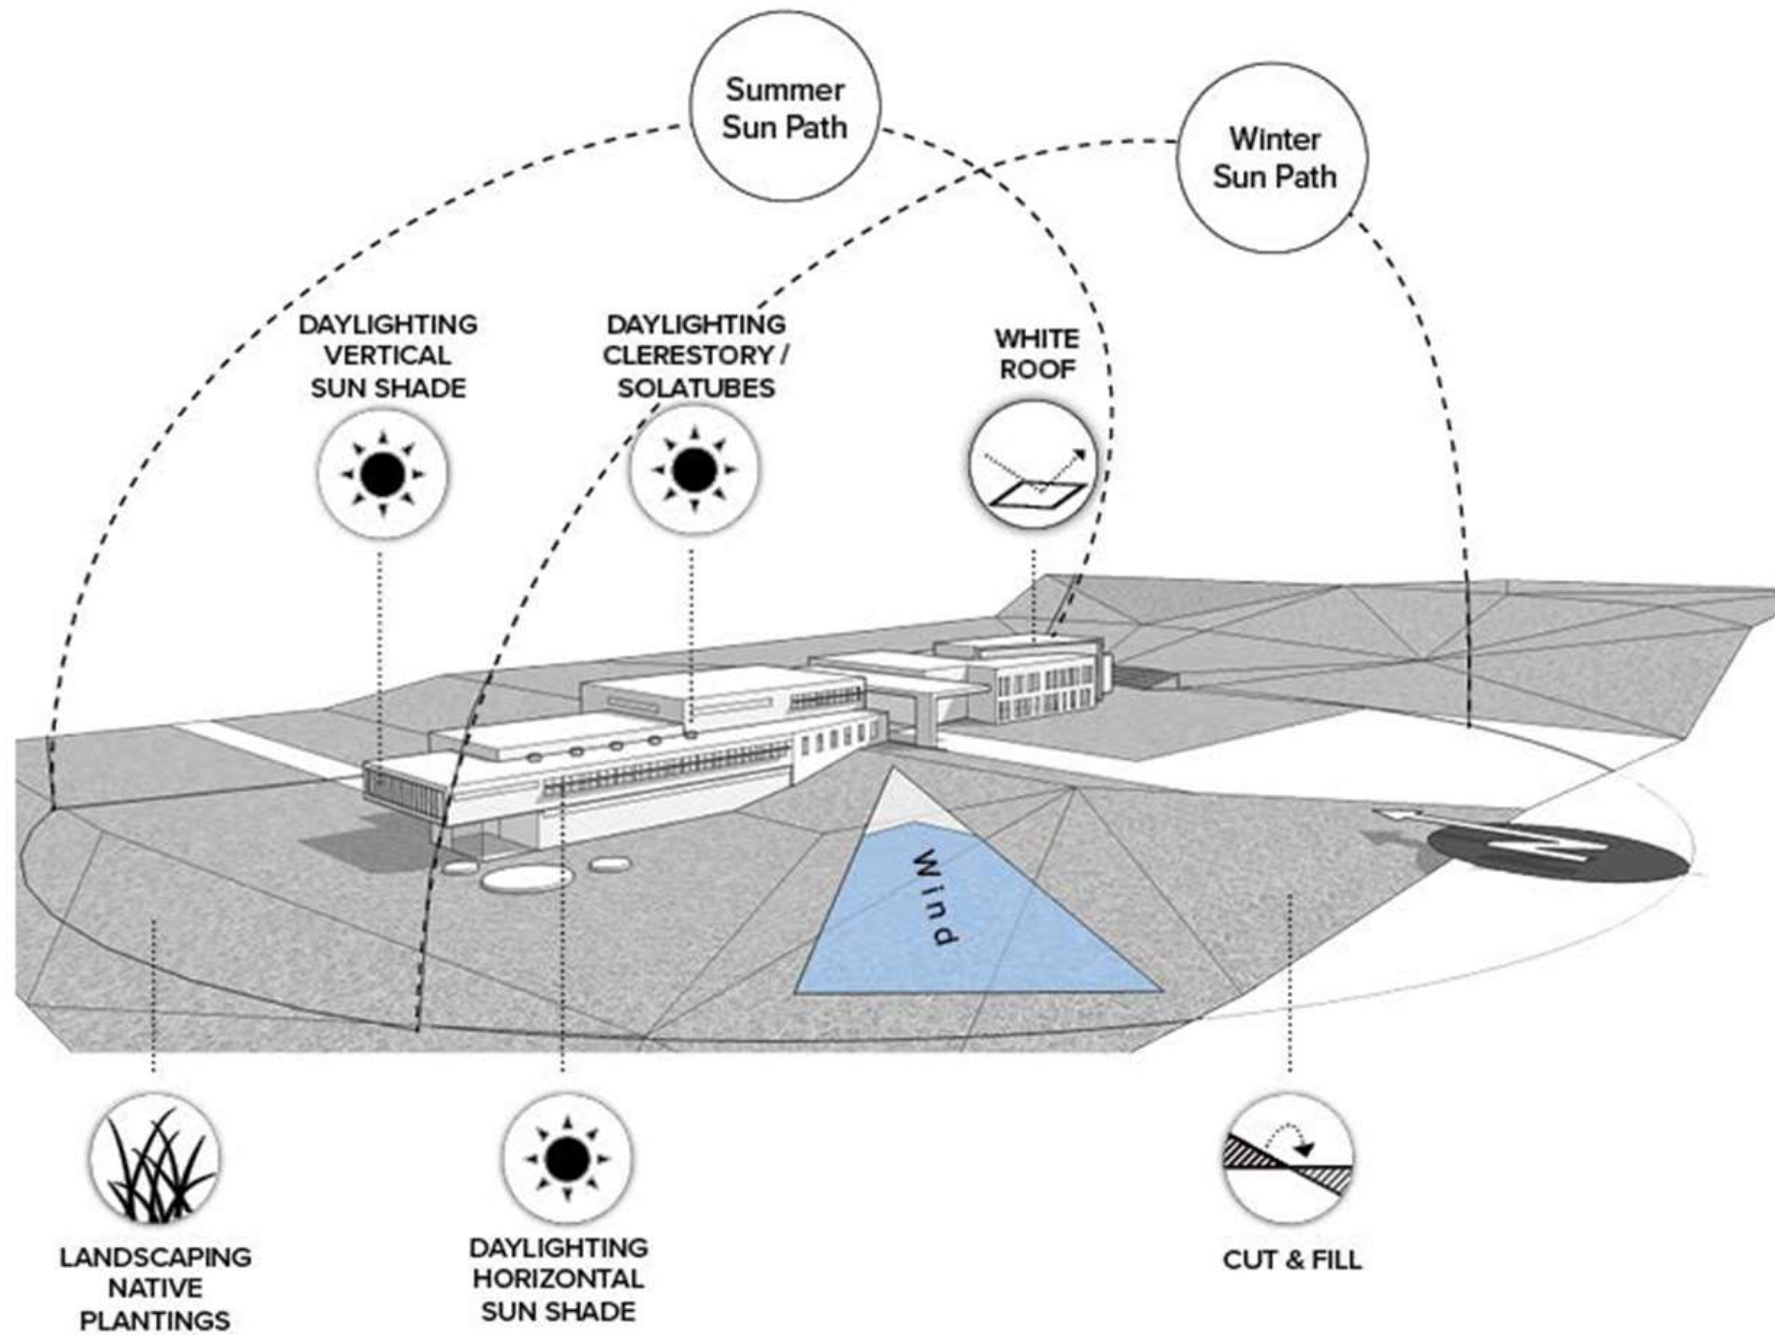 Summer
Sun Path
Winter
Sun Path
DAYLIGHTING
VERTICAL
SUN SHADE
DAYLIGHTING
CLERESTORY /
SOLATUBES
WHITE
ROOF
Wind
N
LANDSCAPING
NATIVE
PLANTINGS
DAYLIGHTING
HORIZONTAL
SUN SHADE
CUT & FILL